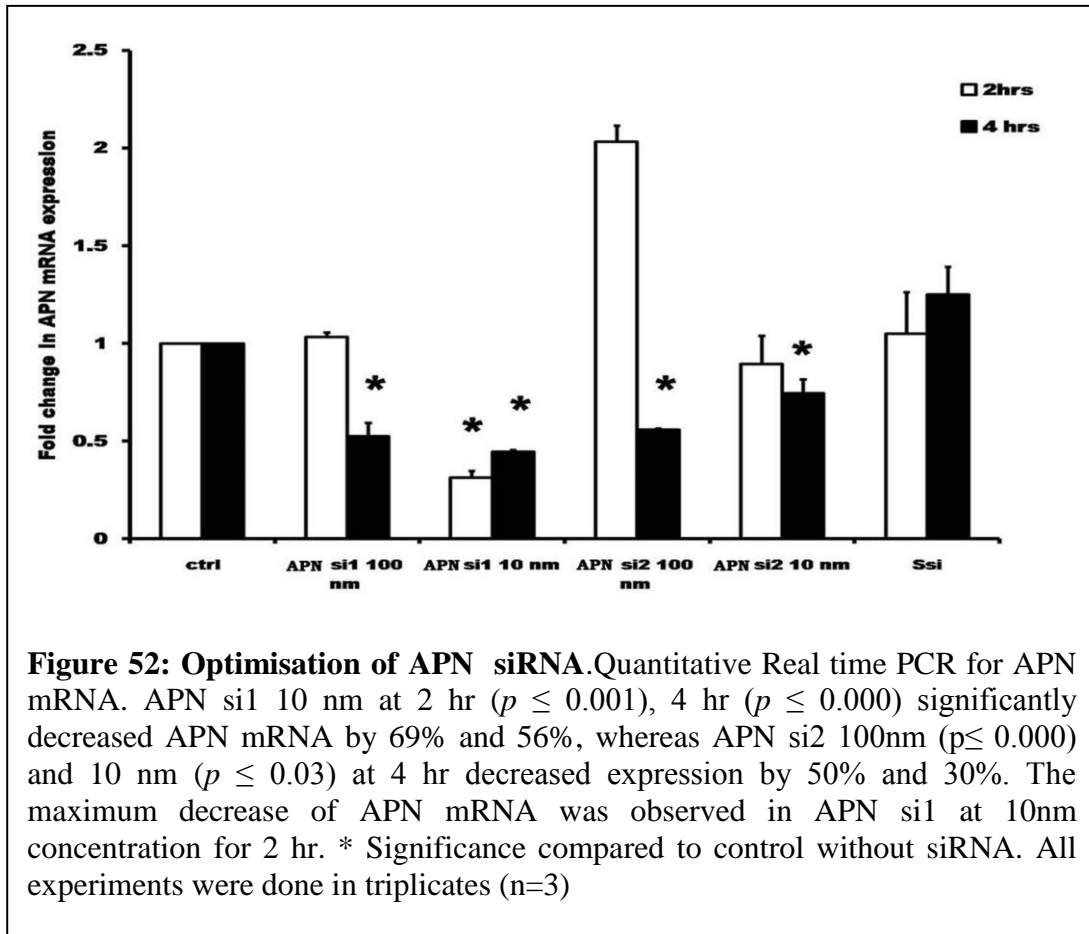 2.5
2hrs
4 hrs
2
1.5
1
0.5
0
Fold change in APN mRNA expression
*
*
*
*
*
ctrl
APN si1 100 nm
APN si1 10 nm
APN si2 100 nm
APN si2 10 nm
Ssi
Figure 52: Optimisation of APN siRNA.Quantitative Real time PCR for APN
mRNA. APN si1 10 nm at 2 hr (p ≤ 0.001), 4 hr (p ≤ 0.000) significantly
decreased APN mRNA by 69% and 56%, whereas APN si2 100nm (p≤ 0.000)
and 10 nm (p ≤ 0.03) at 4 hr decreased expression by 50% and 30%. The
maximum decrease of APN mRNA was observed in APN si1 at 10nm
concentration for 2 hr. * Significance compared to control without siRNA. All
experiments were done in triplicates (n=3)